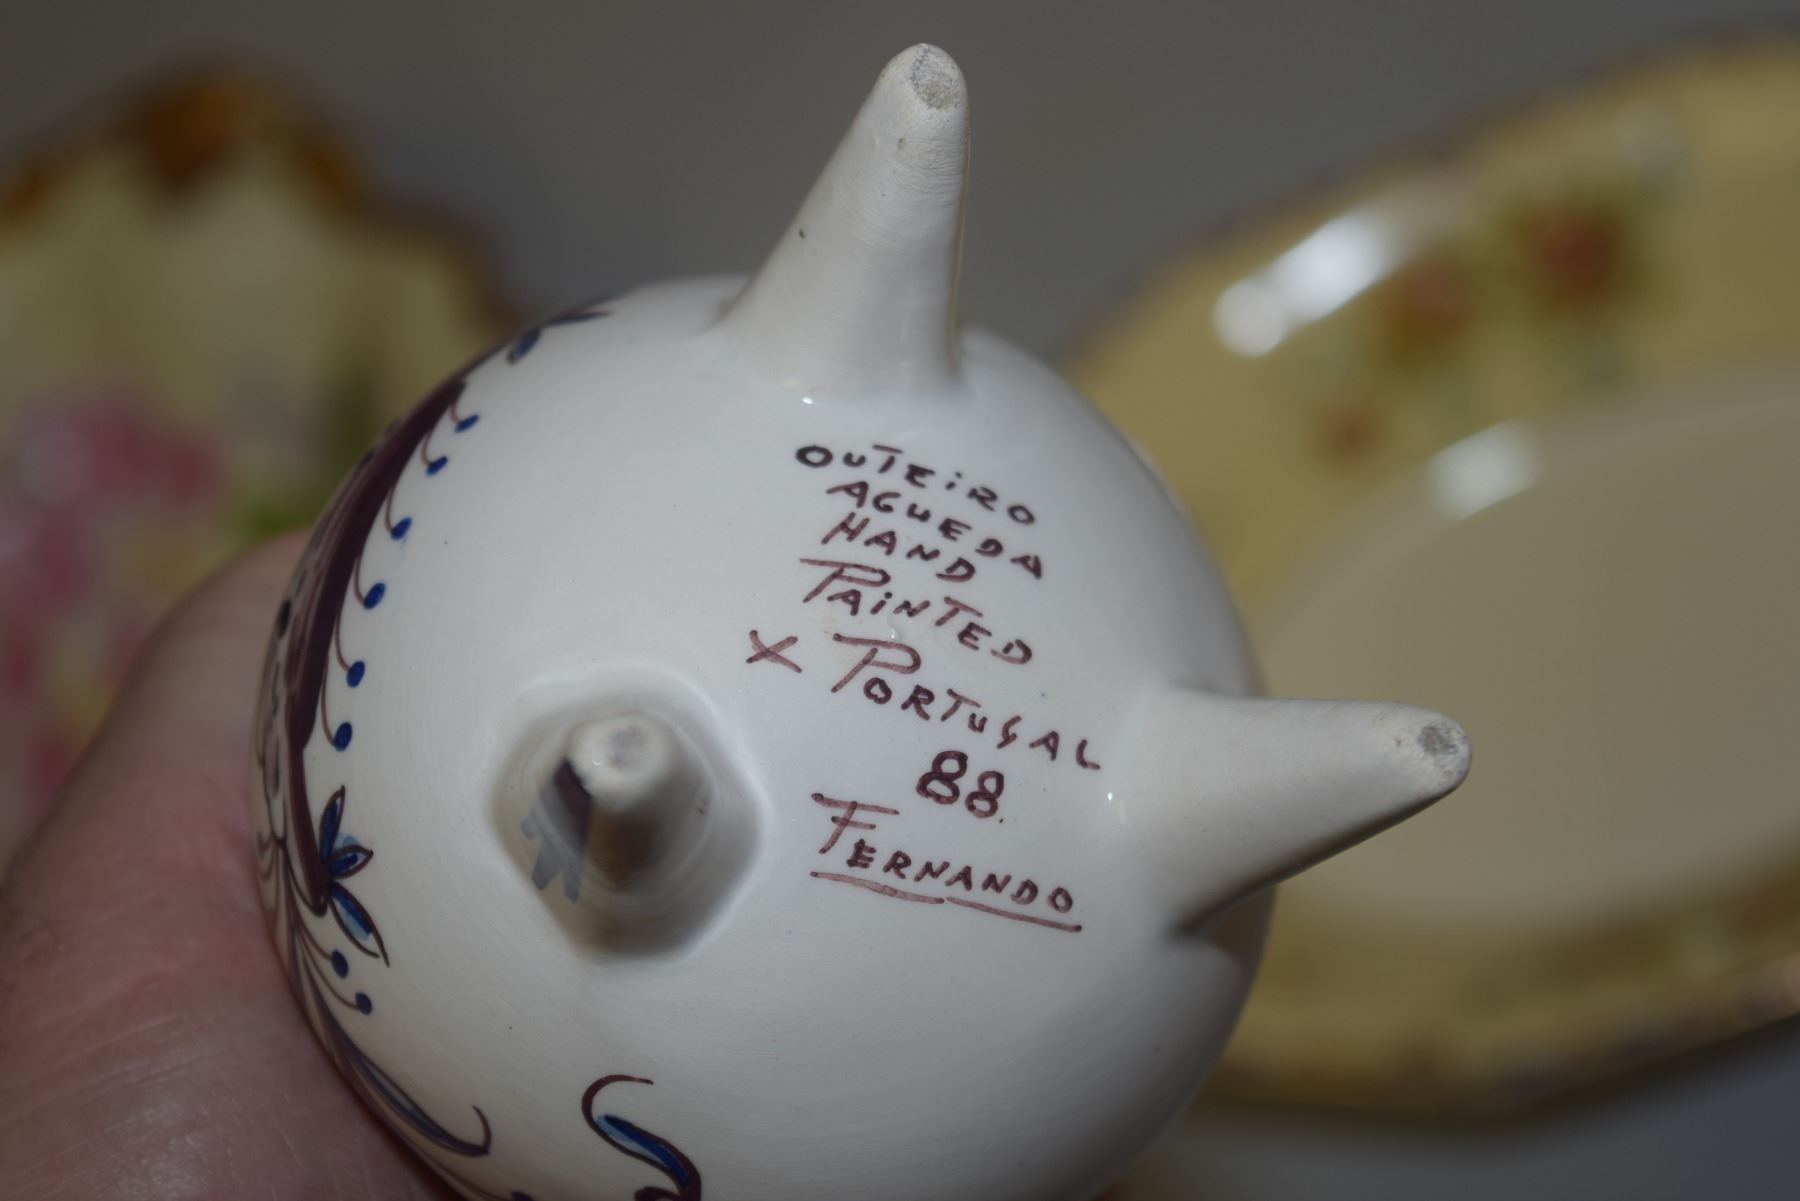 OUTEiRO
AGUEDA
HAND
PAiNTED
X PORTUGAL
88.
FERNANDO